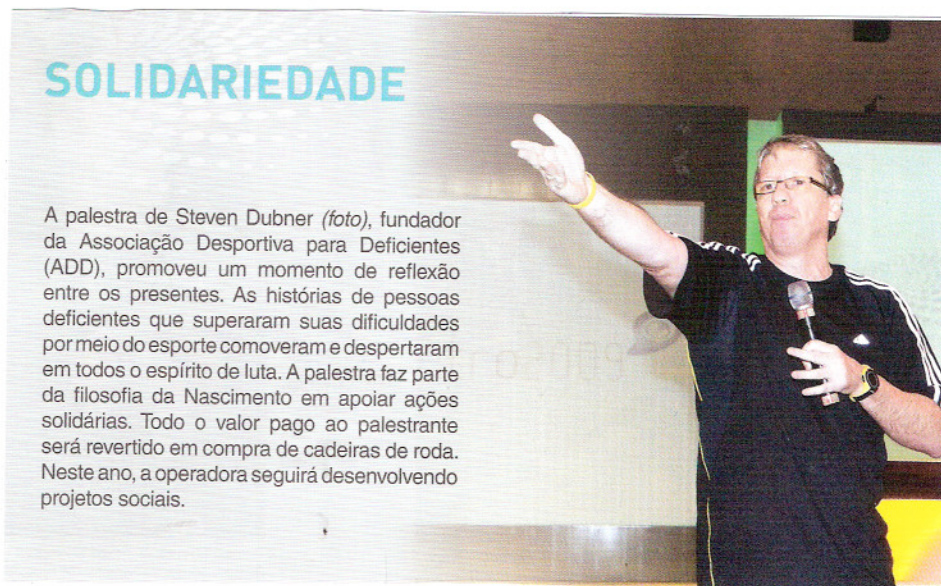 SOLIDARIEDADE
A palestra de Steven Dubner (foto), fundador
da Associação Desportiva para Deficientes
(ADD), promoveu um momento de reflexão
entre os presentes. As histórias de pessoas
deficientes que superaram suas dificuldades
por meio do esporte comoveram e despertaram
em todos o espírito de luta. A palestra faz parte
da filosofia da Nascimento em apoiar ações
solidárias. Todo o valor pago ao palestrante
será revertido em compra de cadeiras de roda.
Neste ano, a operadora seguirá desenvolvendo
projetos sociais.